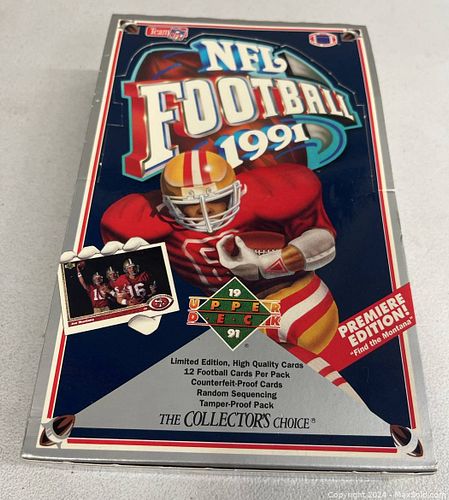 Team NFL
NFL
FOOTBALL
1991
16
19
UPPER
DECK
91
PREMIERE
EDITION!
"Find the Montana"
Limited Edition, High Quality Cards
12 Football Cards Per Pack
Counterfeit-Proof Cards
Random Sequencing
Tamper-Proof Pack
THE COLLECTOR'S CHOICE®
Copyright 2024 - MaxSold.com